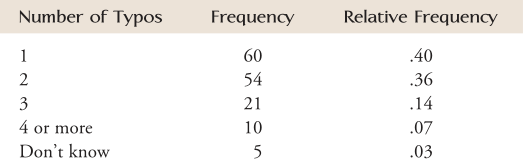 Number of Typos Frequency Relative Frequency
1 60 .40
2 54 .36
3 21 .14
4 or more 10 .07
Don't know 5 .03